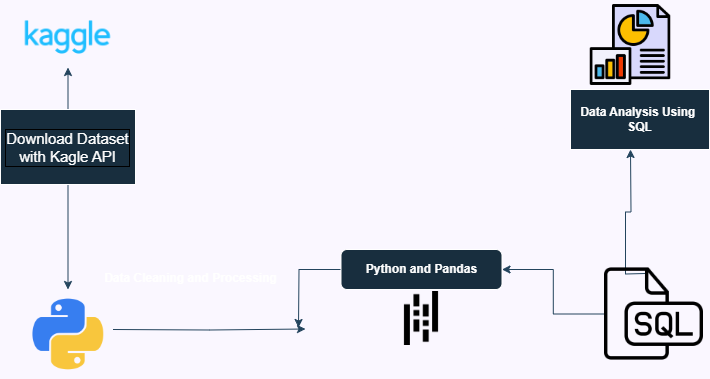 kaggle
Data Analysis Using
SQL
Download Dataset
with Kagle API
Data Cleaning and Processing
Python and Pandas
SQL